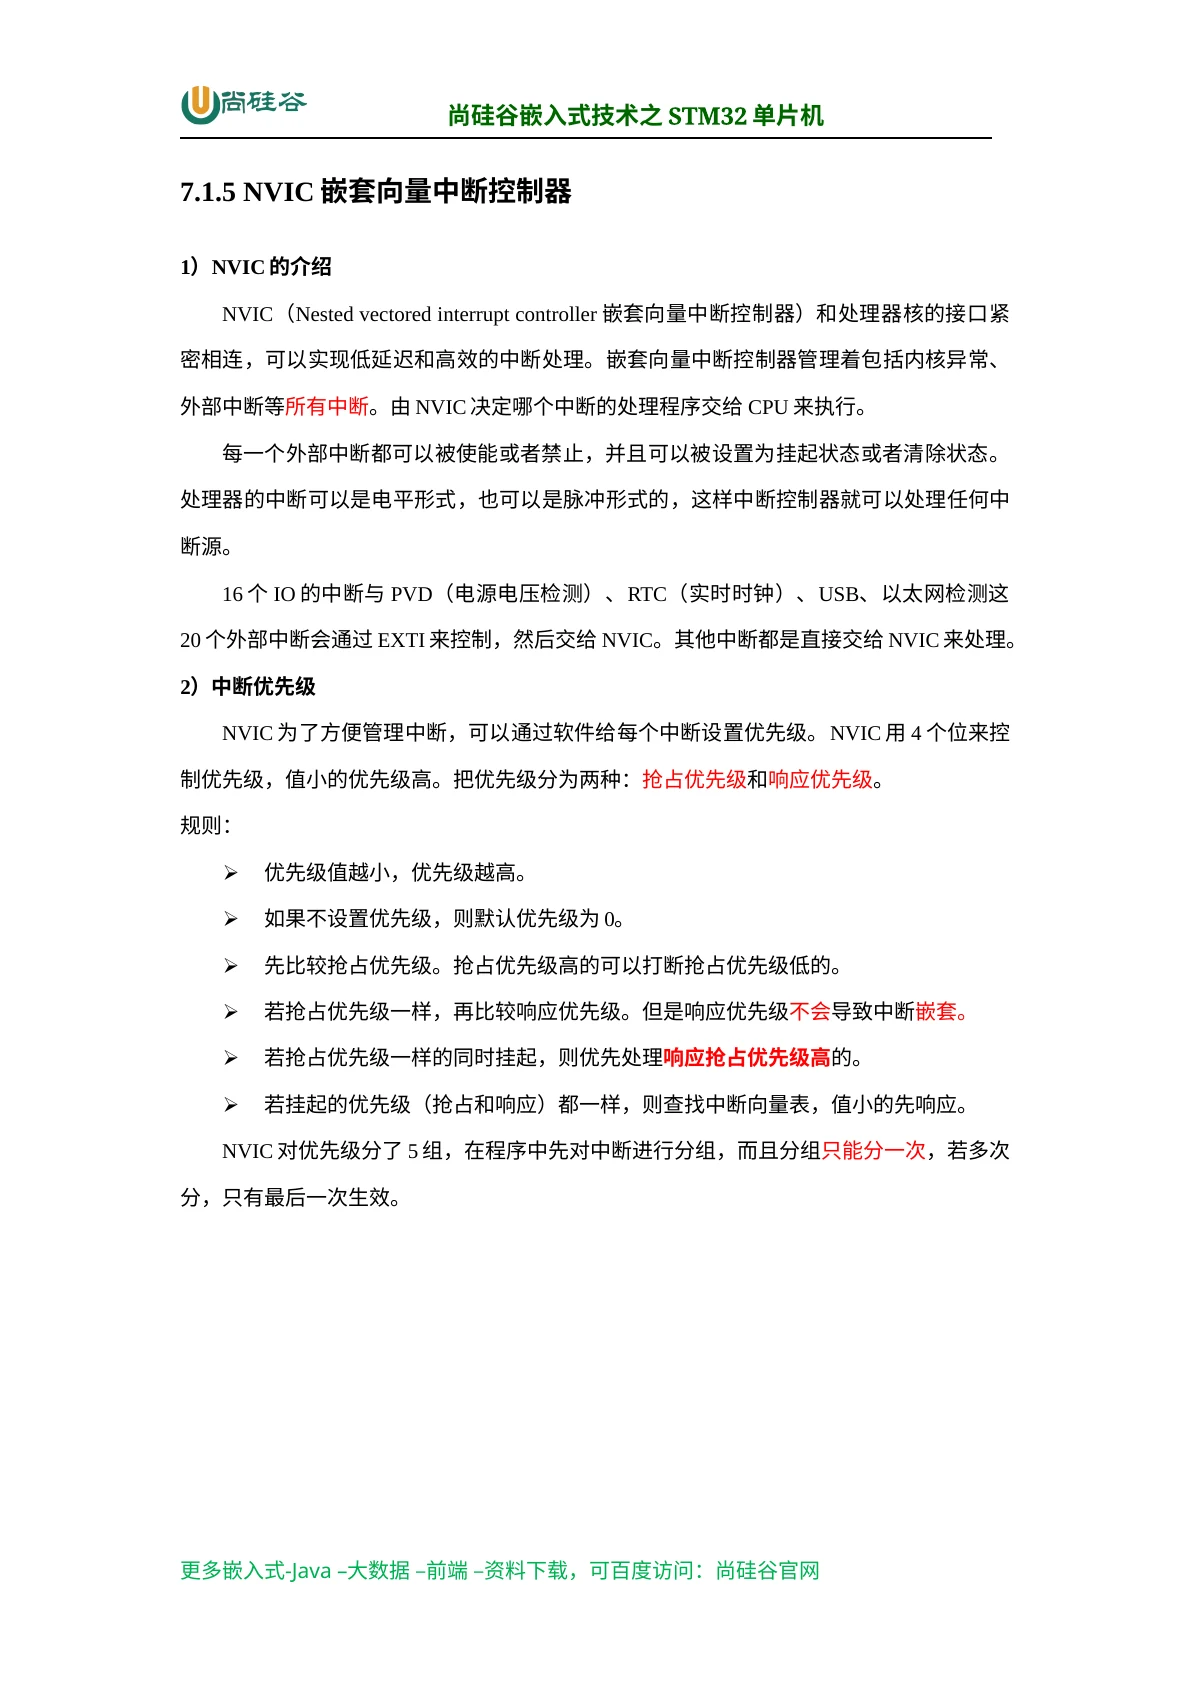 尚硅谷
尚硅谷嵌入式技术之 STM32 单片机
7.1.5 NVIC 嵌套向量中断控制器
1）NVIC 的介绍
NVIC（Nested vectored interrupt controller 嵌套向量中断控制器）和处理器核的接口紧
密相连，可以实现低延迟和高效的中断处理。嵌套向量中断控制器管理着包括内核异常、
外部中断等所有中断。由 NVIC 决定哪个中断的处理程序交给 CPU 来执行。
每一个外部中断都可以被使能或者禁止，并且可以被设置为挂起状态或者清除状态。
处理器的中断可以是电平形式，也可以是脉冲形式的，这样中断控制器就可以处理任何中
断源。
16 个 IO 的中断与 PVD（电源电压检测）、RTC（实时时钟）、USB、以太网检测这
20 个外部中断会通过 EXTI 来控制，然后交给 NVIC。其他中断都是直接交给 NVIC 来处理。
2）中断优先级
NVIC 为了方便管理中断，可以通过软件给每个中断设置优先级。NVIC 用 4 个位来控
制优先级，值小的优先级高。把优先级分为两种：抢占优先级和响应优先级。
规则：
➢ 优先级值越小，优先级越高。
➢ 如果不设置优先级，则默认优先级为 0。
➢ 先比较抢占优先级。抢占优先级高的可以打断抢占优先级低的。
➢ 若抢占优先级一样，再比较响应优先级。但是响应优先级不会导致中断嵌套。
➢ 若抢占优先级一样的同时挂起，则优先处理响应抢占优先级高的。
➢ 若挂起的优先级（抢占和响应）都一样，则查找中断向量表，值小的先响应。
NVIC 对优先级分了 5 组，在程序中先对中断进行分组，而且分组只能分一次，若多次
分，只有最后一次生效。
更多嵌入式-Java –大数据 –前端 –资料下载，可百度访问：尚硅谷官网